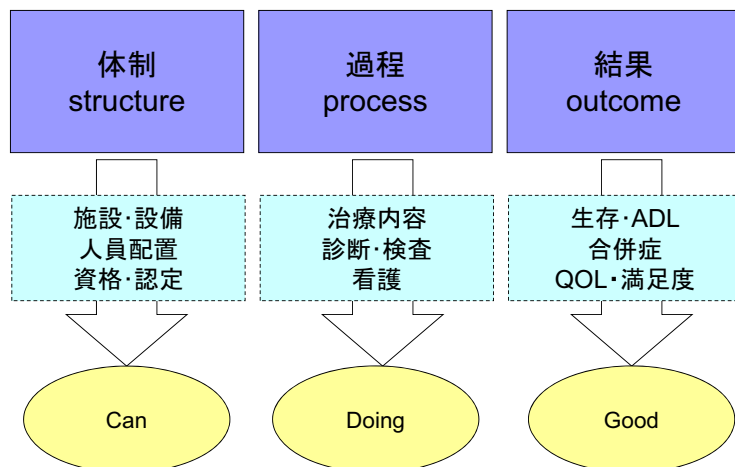 体制
structure
過程
process
結果
outcome
施設･設備
人員配置
資格･認定
治療内容
診断･検査
看護
生存･ADL
合併症
QOL・満足度
Can
Doing
Good